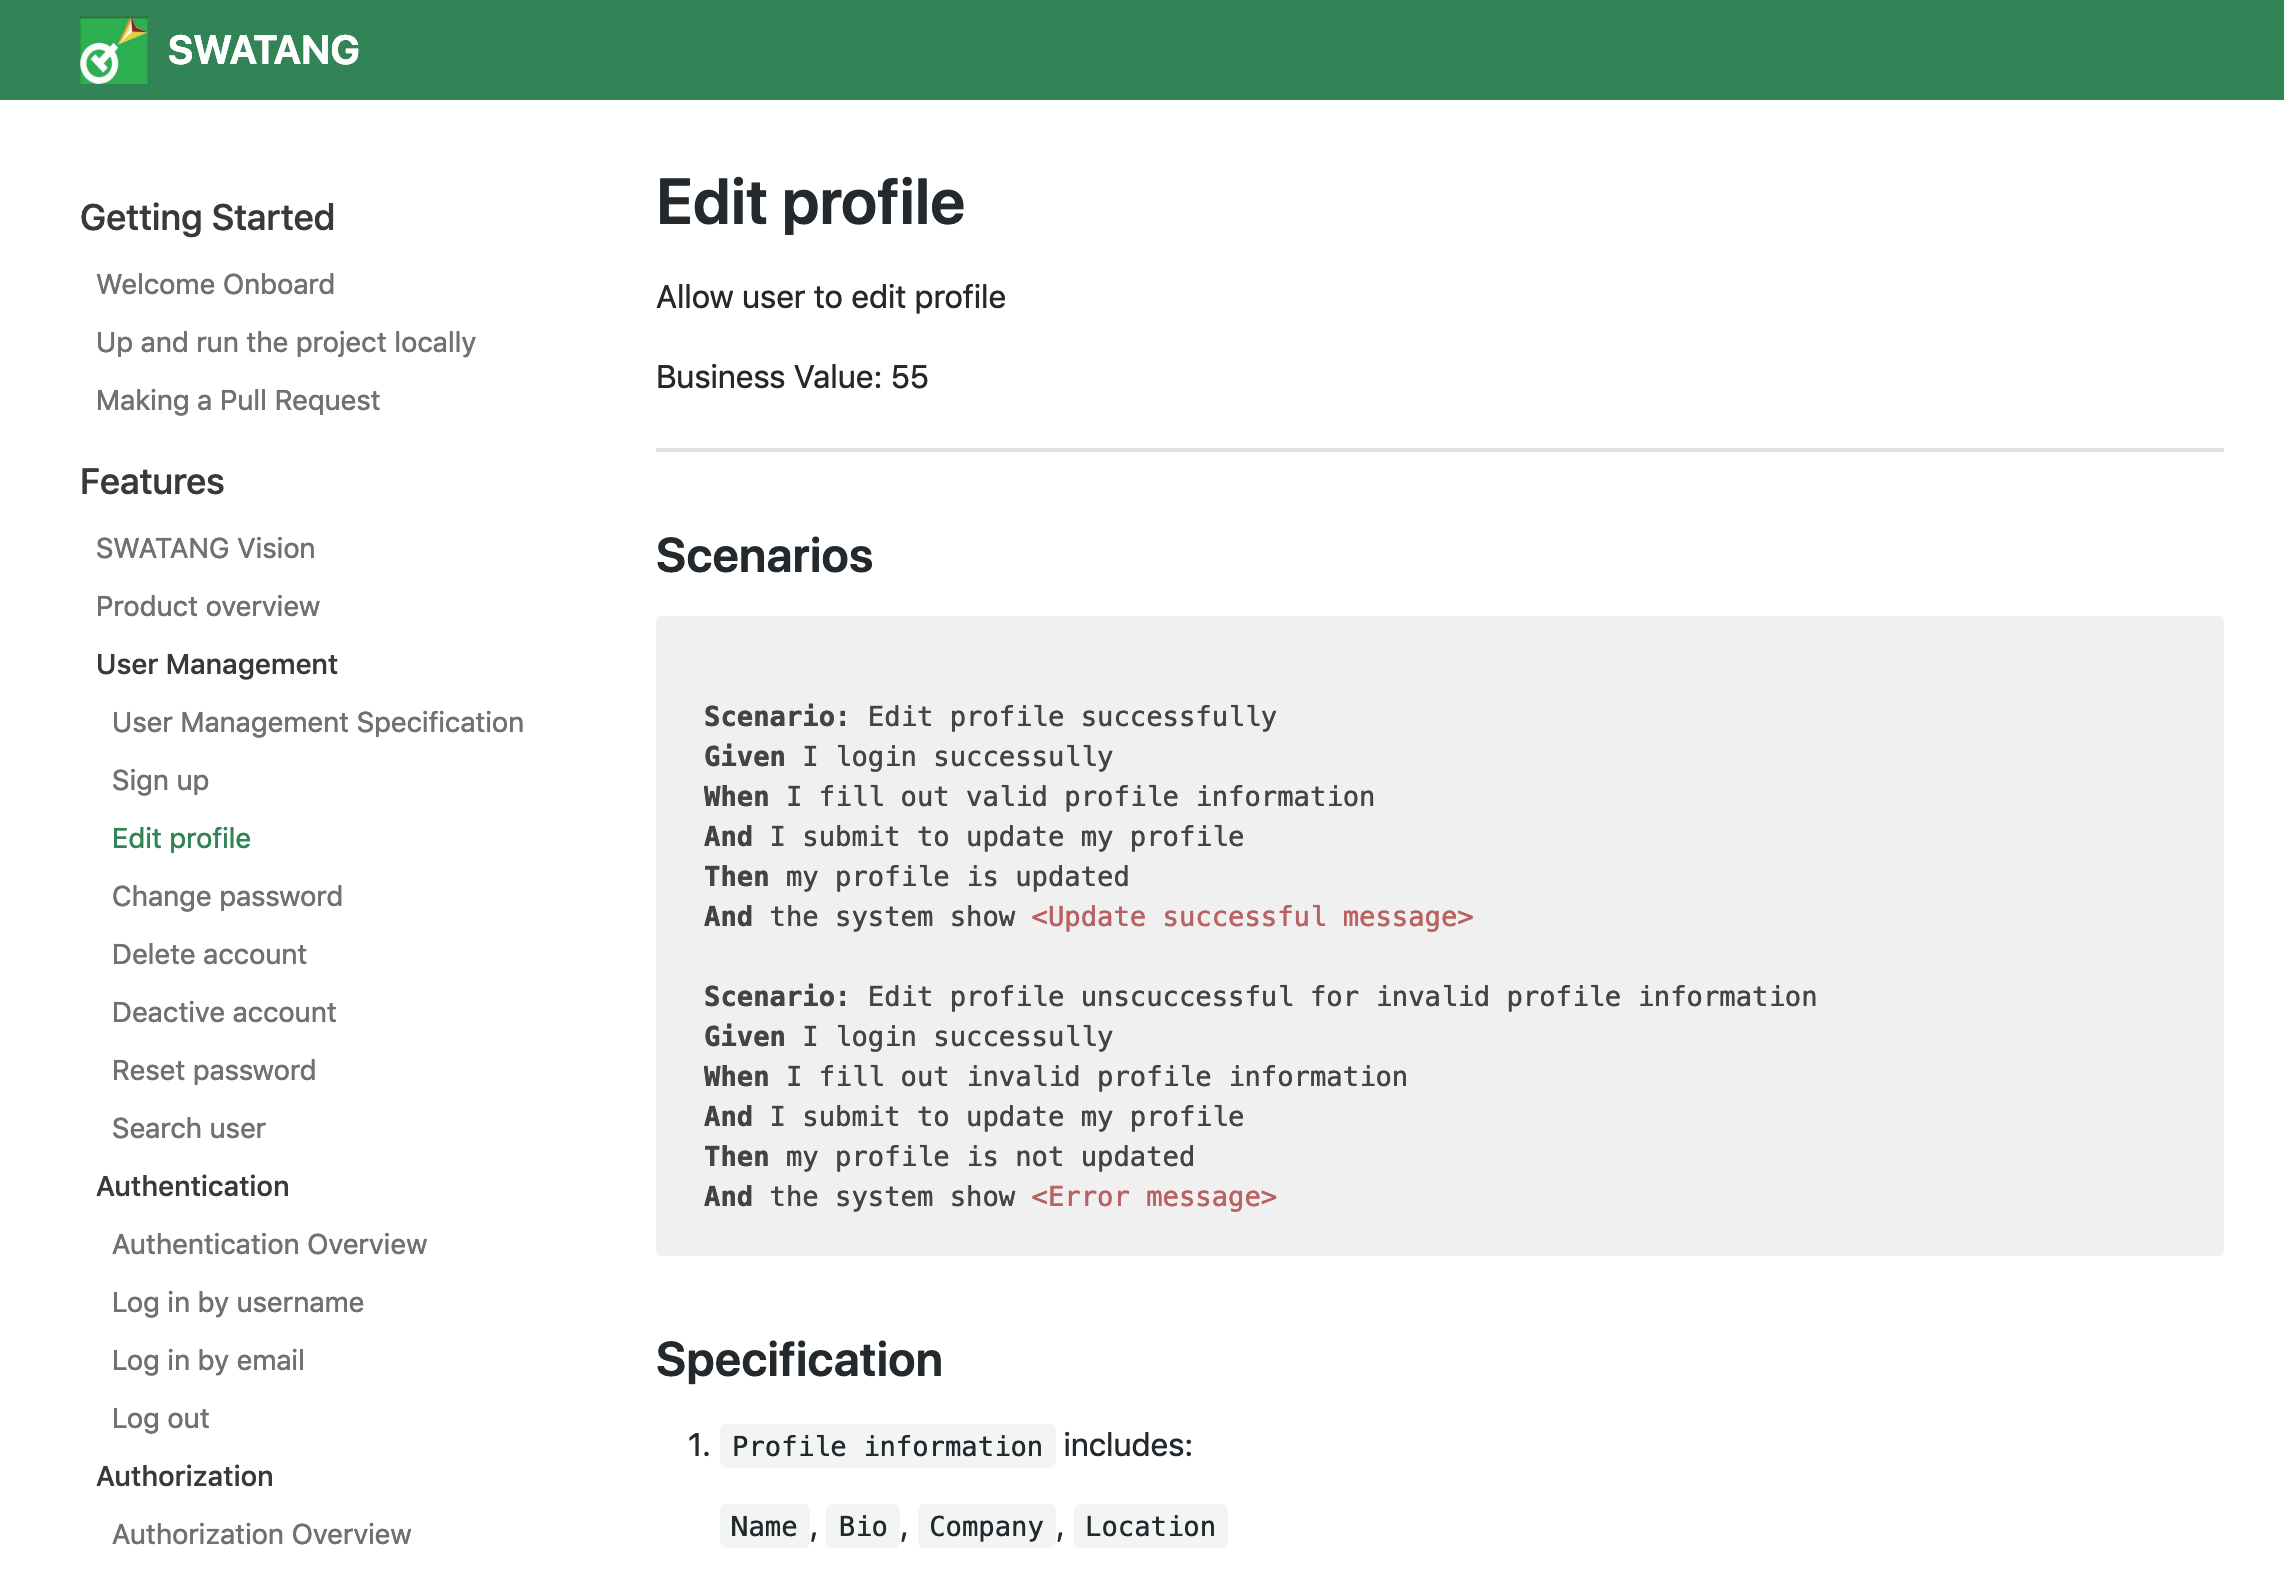 SWATANG
Getting Started
Welcome Onboard
Up and run the project locally
Making a Pull Request
Features
SWATANG Vision
Product overview
User Management
User Management Specification
Sign up
Edit profile
Change password
Delete account
Deactive account
Reset password
Search user
Authentication
Authentication Overview
Log in by username
Log in by email
Log out
Authorization
Authorization Overview
Edit profile
Allow user to edit profile
Business Value: 55
Scenarios
Scenario: Edit profile successfully
Given I login successully
When I fill out valid profile information
And I submit to update my profile
Then my profile is updated
And the system show <Update successful message>
Scenario: Edit profile unscuccessful for invalid profile information
Given I login successully
When I fill out invalid profile information
And I submit to update my profile
Then my profile is not updated
And the system show <Error message>
Specification
1. Profile information includes:
Name, Bio, Company, Location